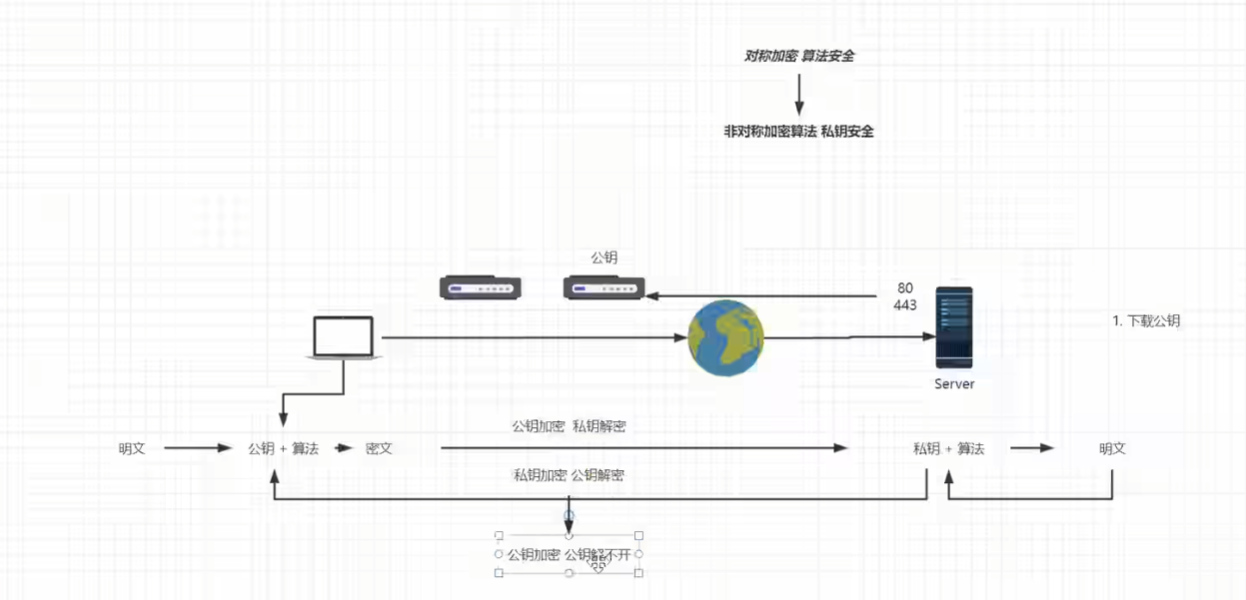 对称加密 算法安全
非对称加密算法 私钥安全
公钥
80
443
1. 下载公钥
Server
公钥加密 私钥解密
明文
公钥 + 算法
密文
私钥 + 算法
明文
私钥加密 公钥解密
公钥加密 公钥解不开